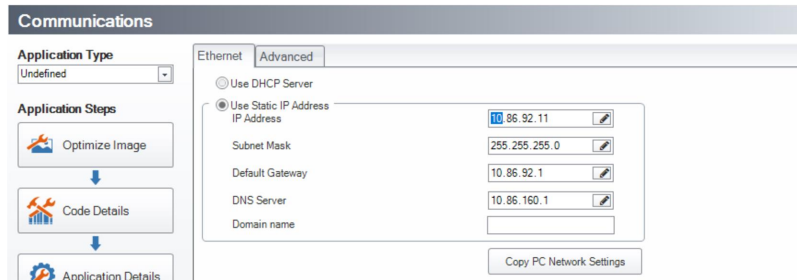 Communications
Application Type
Undefined
Application Steps
Optimize Image
Code Details
Application Details
Ethernet
Advanced
Use DHCP Server
Use Static IP Address
IP Address
10.86.92.11
Subnet Mask
255.255.255.0
Default Gateway
10.86.92.1
DNS Server
10.86.160.1
Domain name
Copy PC Network Settings